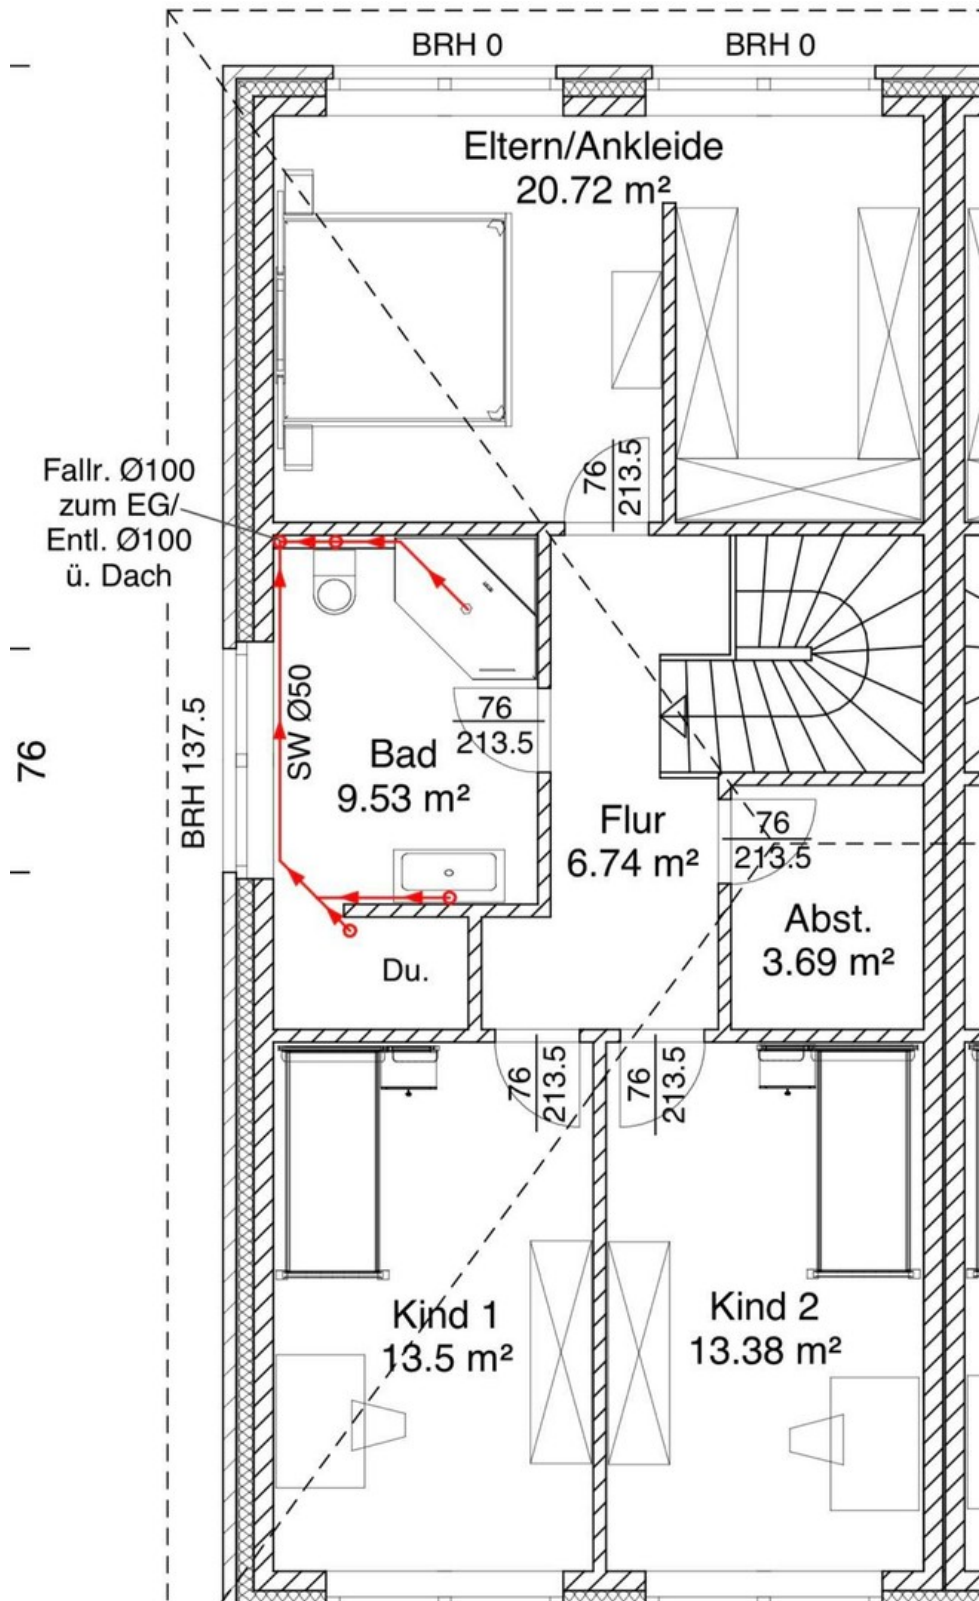 BRH 0
BRH 0
Eltern/Ankleide
20.72 m²
76
213.5
Fallr. Ø100
zum EG/
Entl. Ø100
ü. Dach
SW Ø50
BRH 137.5
76
76
213.5
Bad
9.53 m²
Flur
6.74 m²
76
213.5
Abst.
3.69 m²
Du.
76
213.5
76
213.5
Kind 1
13.5 m²
Kind 2
13.38 m²